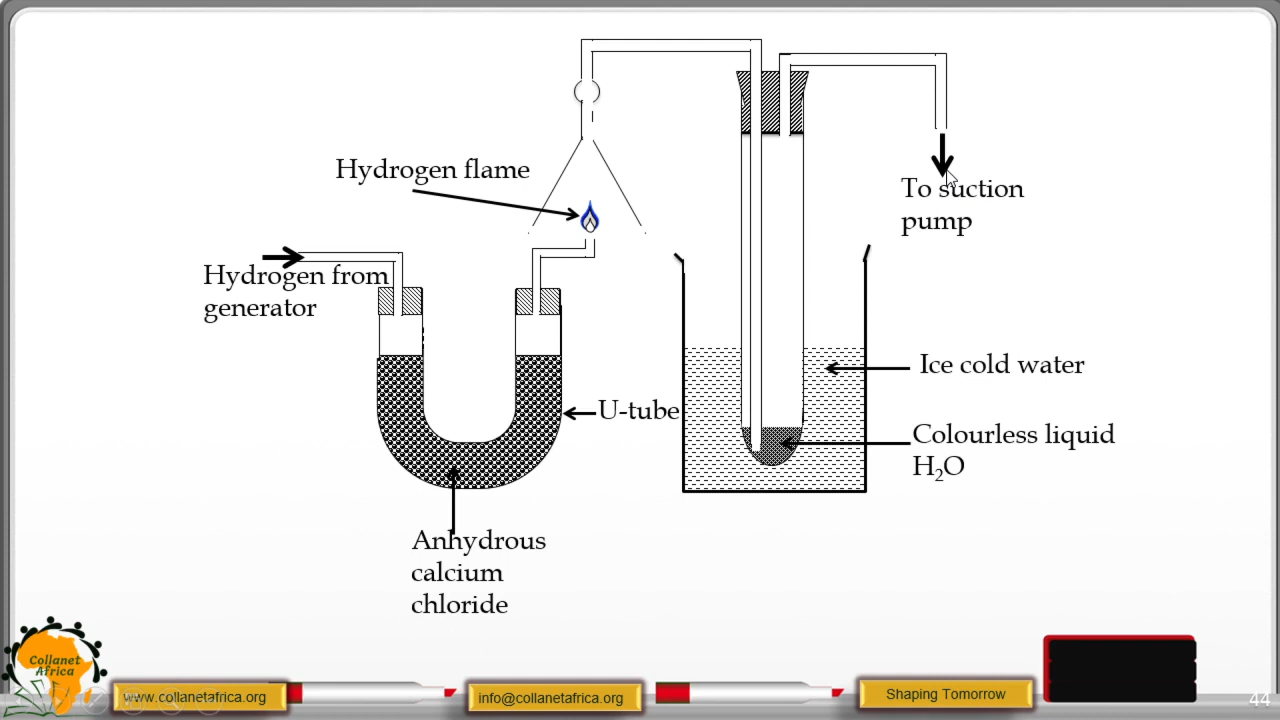 Hydrogen flame
To suction
pump
Hydrogen from
generator
Ice cold water
U-tube
Colourless liquid
H₂O
Anhydrous
calcium
chloride
Collanet
Africa
www.collanetafrica.org
info@collanetafrica.org
Shaping Tomorrow
44